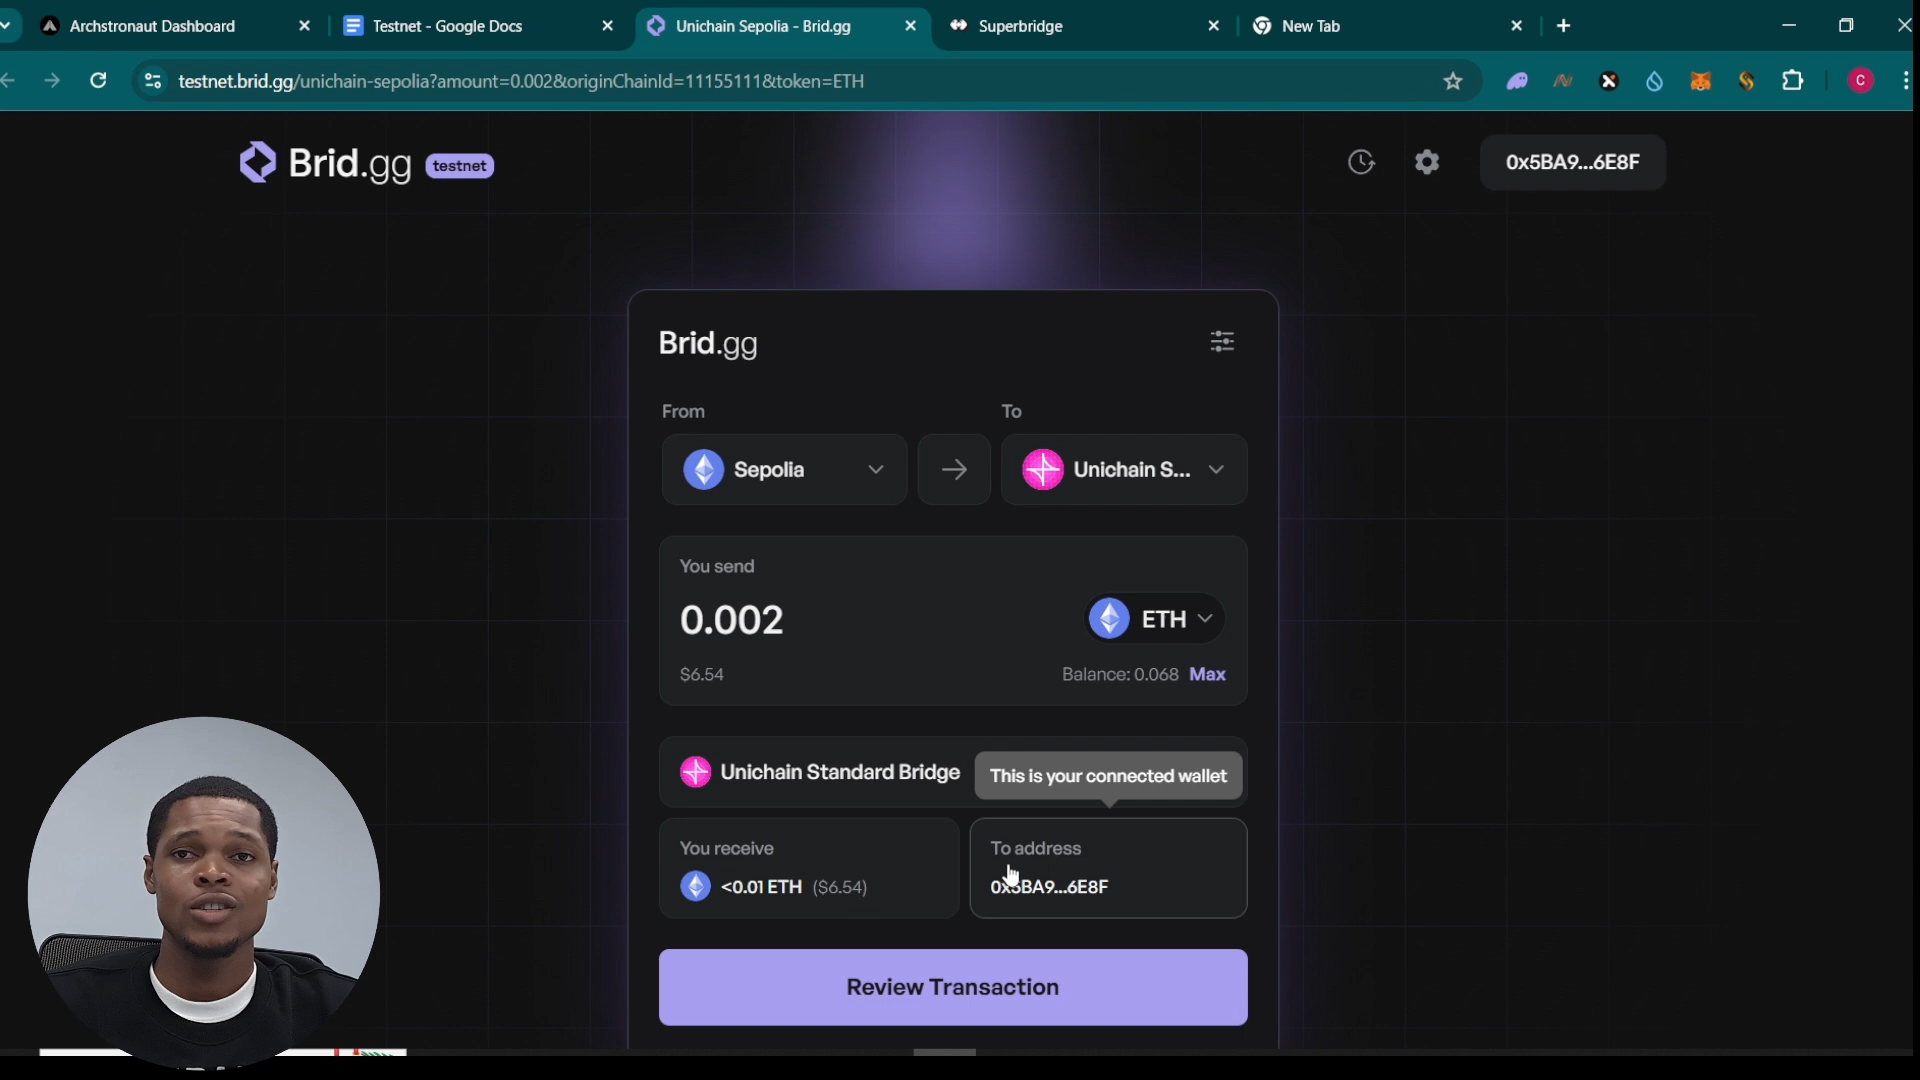 Archstronaut Dashboard
Testnet - Google Docs
Unichain Sepolia - Brid.gg
Superbridge
New Tab
testnet.brid.gg/unichain-sepolia?amount=0.002&originChainId=11155111&token=ETH
C
Brid.gg testnet
0x5BA9...6E8F
Brid.gg
From
To
Sepolia
Unichain S...
You send
0.002
ETH
$6.54
Balance: 0.068 Max
Unichain Standard Bridge
This is your connected wallet
You receive
To address
<0.01 ETH ($6.54)
0x5BA9...6E8F
Review Transaction